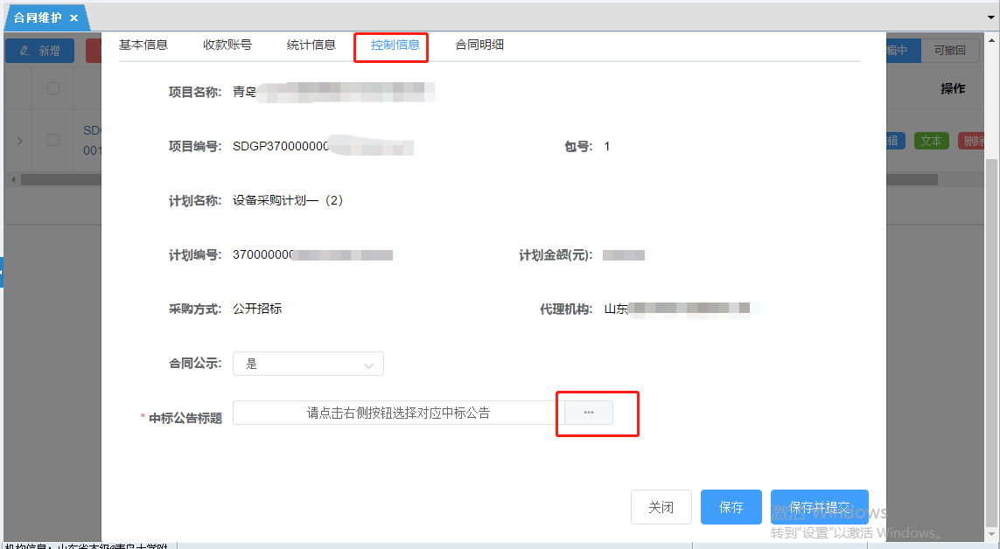 合同维护 ×
新增
基本信息 收款账号 统计信息 控制信息 合同明细
编中 可撤回
操作
项目名称: 青岛
SD
001
项目编号: SDGP370000000 包号: 1
辑 文本 删除
计划名称: 设备采购计划一（2）
计划编号: 370000000 计划金额(元):
采购方式: 公开招标 代理机构: 山东
合同公示: 是
* 中标公告标题 请点击右侧按钮选择对应中标公告 ···
关闭 保存 保存并提交
激活 Windows
转到"设置"以激活 Windows。
机构信息: 山东省本级@青岛大学附